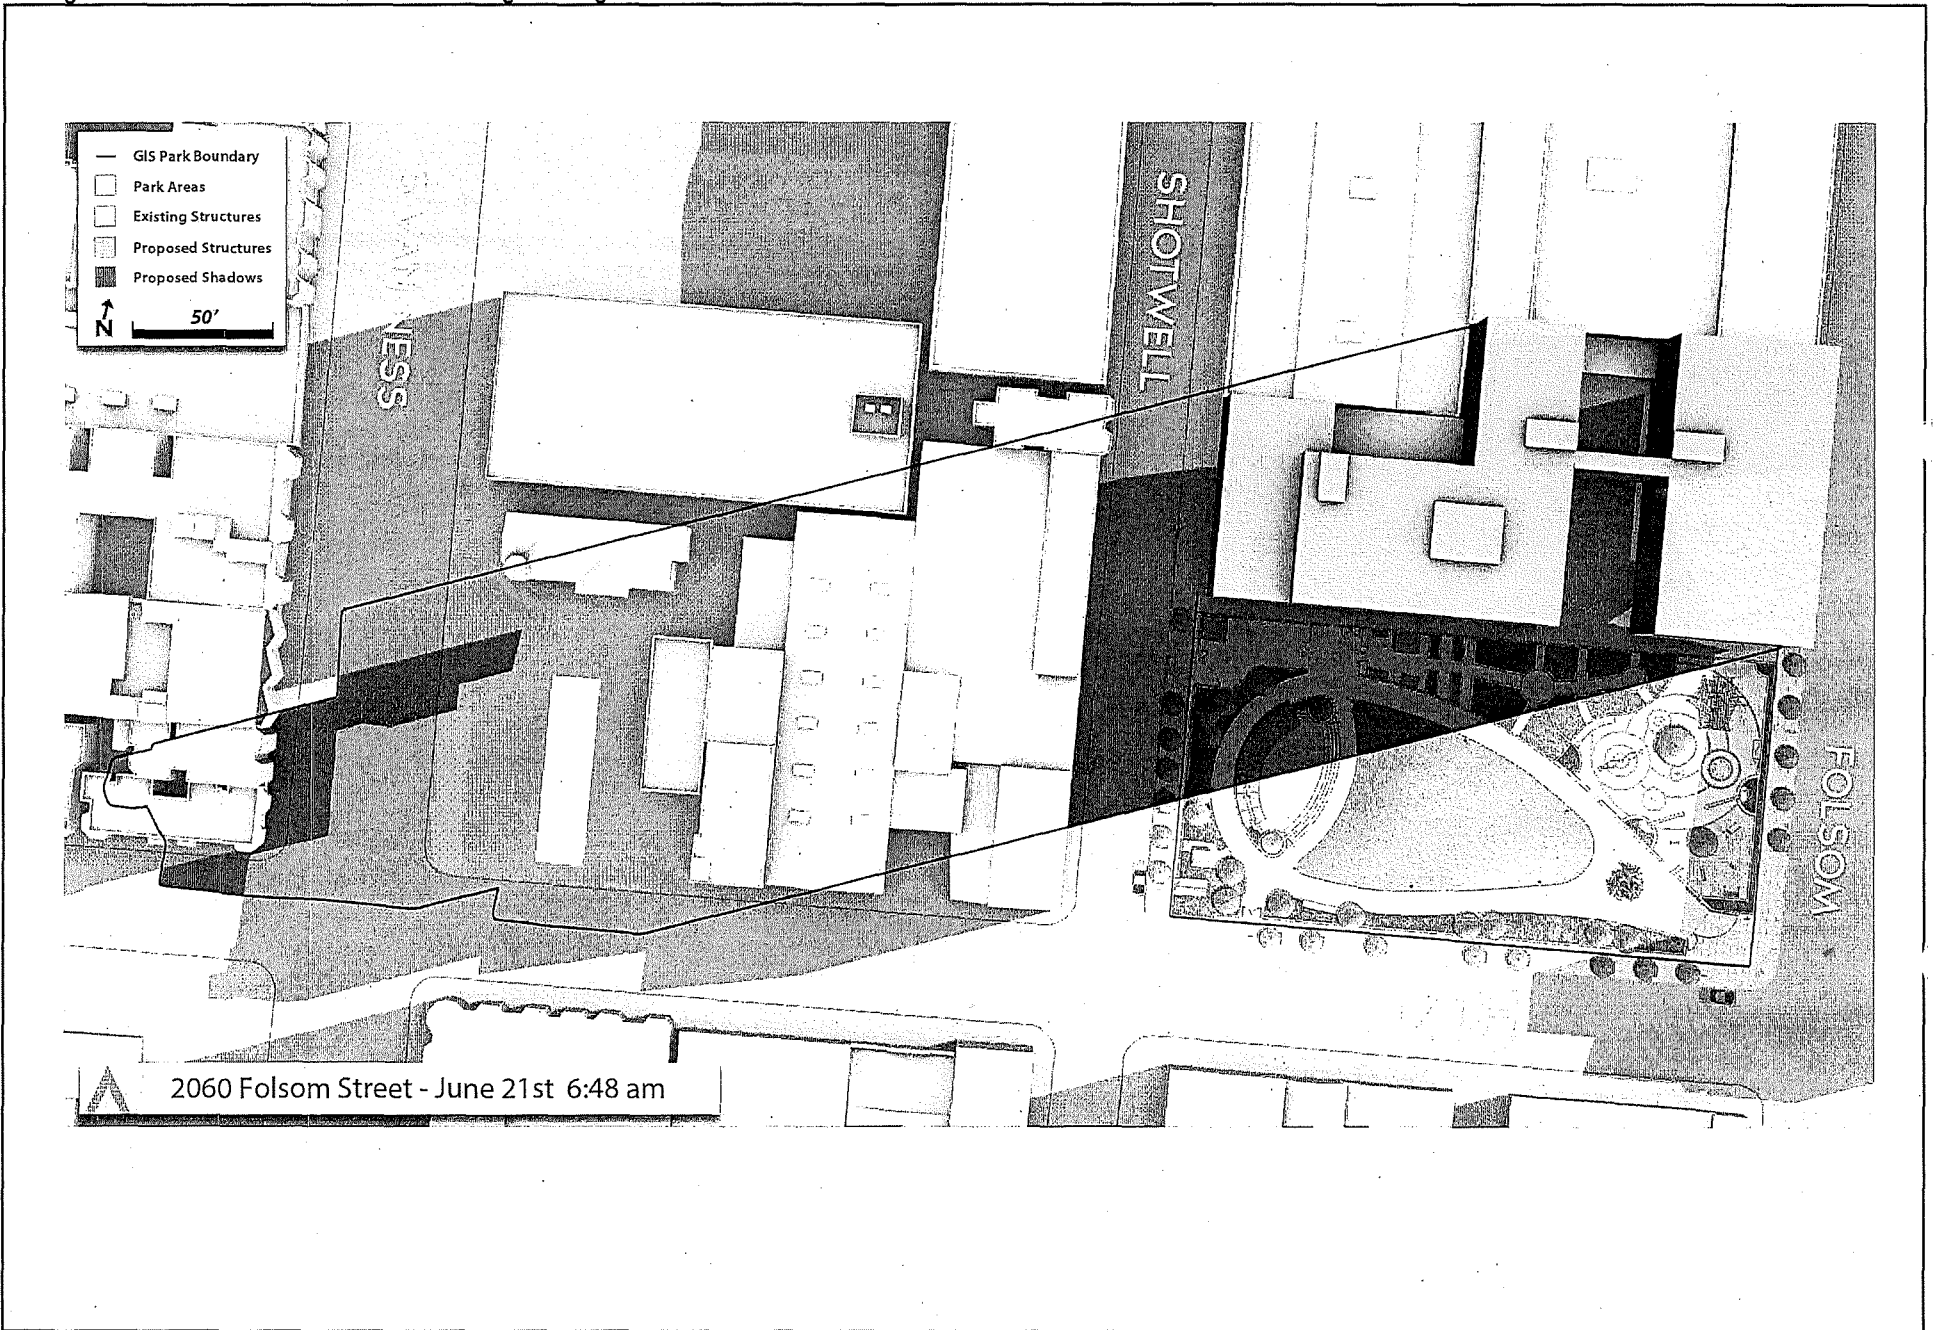 GIS Park Boundary
Park Areas
Existing Structures
Proposed Structures
Proposed Shadows
N
50'
NESS
SHOTWELL
FOLSOM
2060 Folsom Street - June 21st 6:48 am